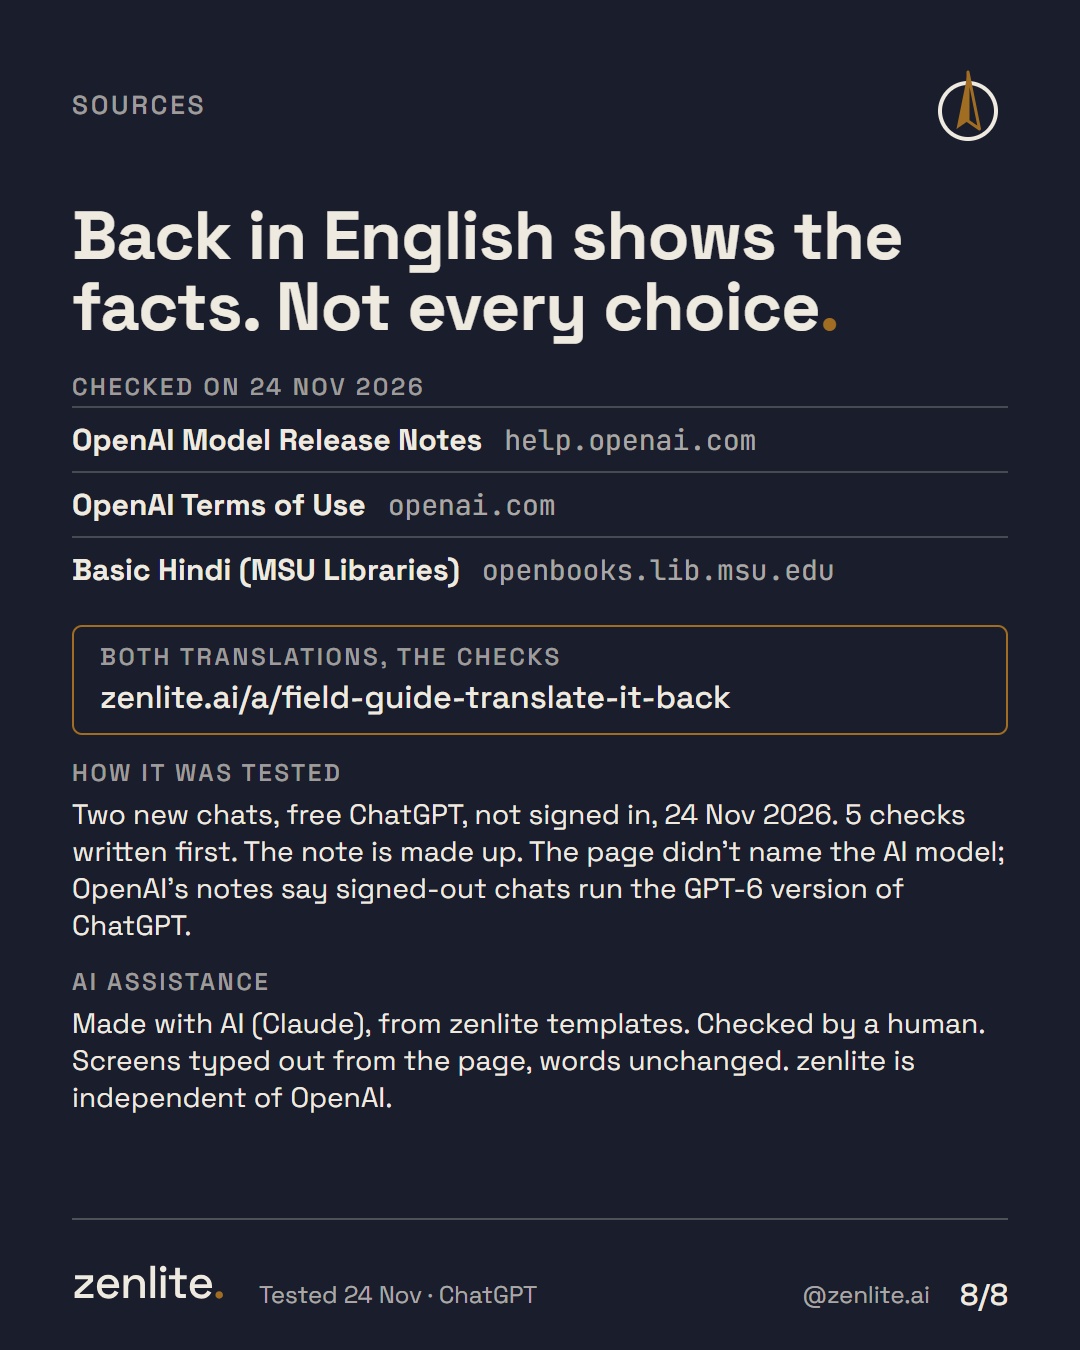 SOURCES
Back in English shows the
facts. Not every choice.
CHECKED ON 24 NOV 2026
OpenAI Model Release Notes help.openai.com
OpenAI Terms of Use openai.com
Basic Hindi (MSU Libraries) openbooks.lib.msu.edu
BOTH TRANSLATIONS, THE CHECKS
zenlite.ai/a/field-guide-translate-it-back
HOW IT WAS TESTED
Two new chats, free ChatGPT, not signed in, 24 Nov 2026. 5 checks
written first. The note is made up. The page didn’t name the AI model;
OpenAI’s notes say signed-out chats run the GPT-6 version of
ChatGPT.
AI ASSISTANCE
Made with AI (Claude), from zenlite templates. Checked by a human.
Screens typed out from the page, words unchanged. zenlite is
independent of OpenAI.
zenlite. Tested 24 Nov · ChatGPT @zenlite.ai 8/8